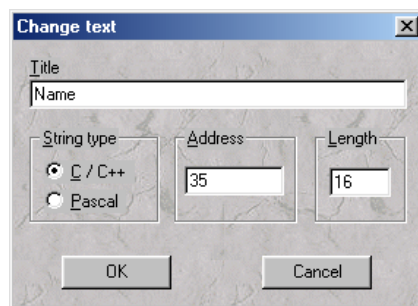 Change text
Title
Name
String type
Address
Length
C / C++
35
16
Pascal
OK
Cancel